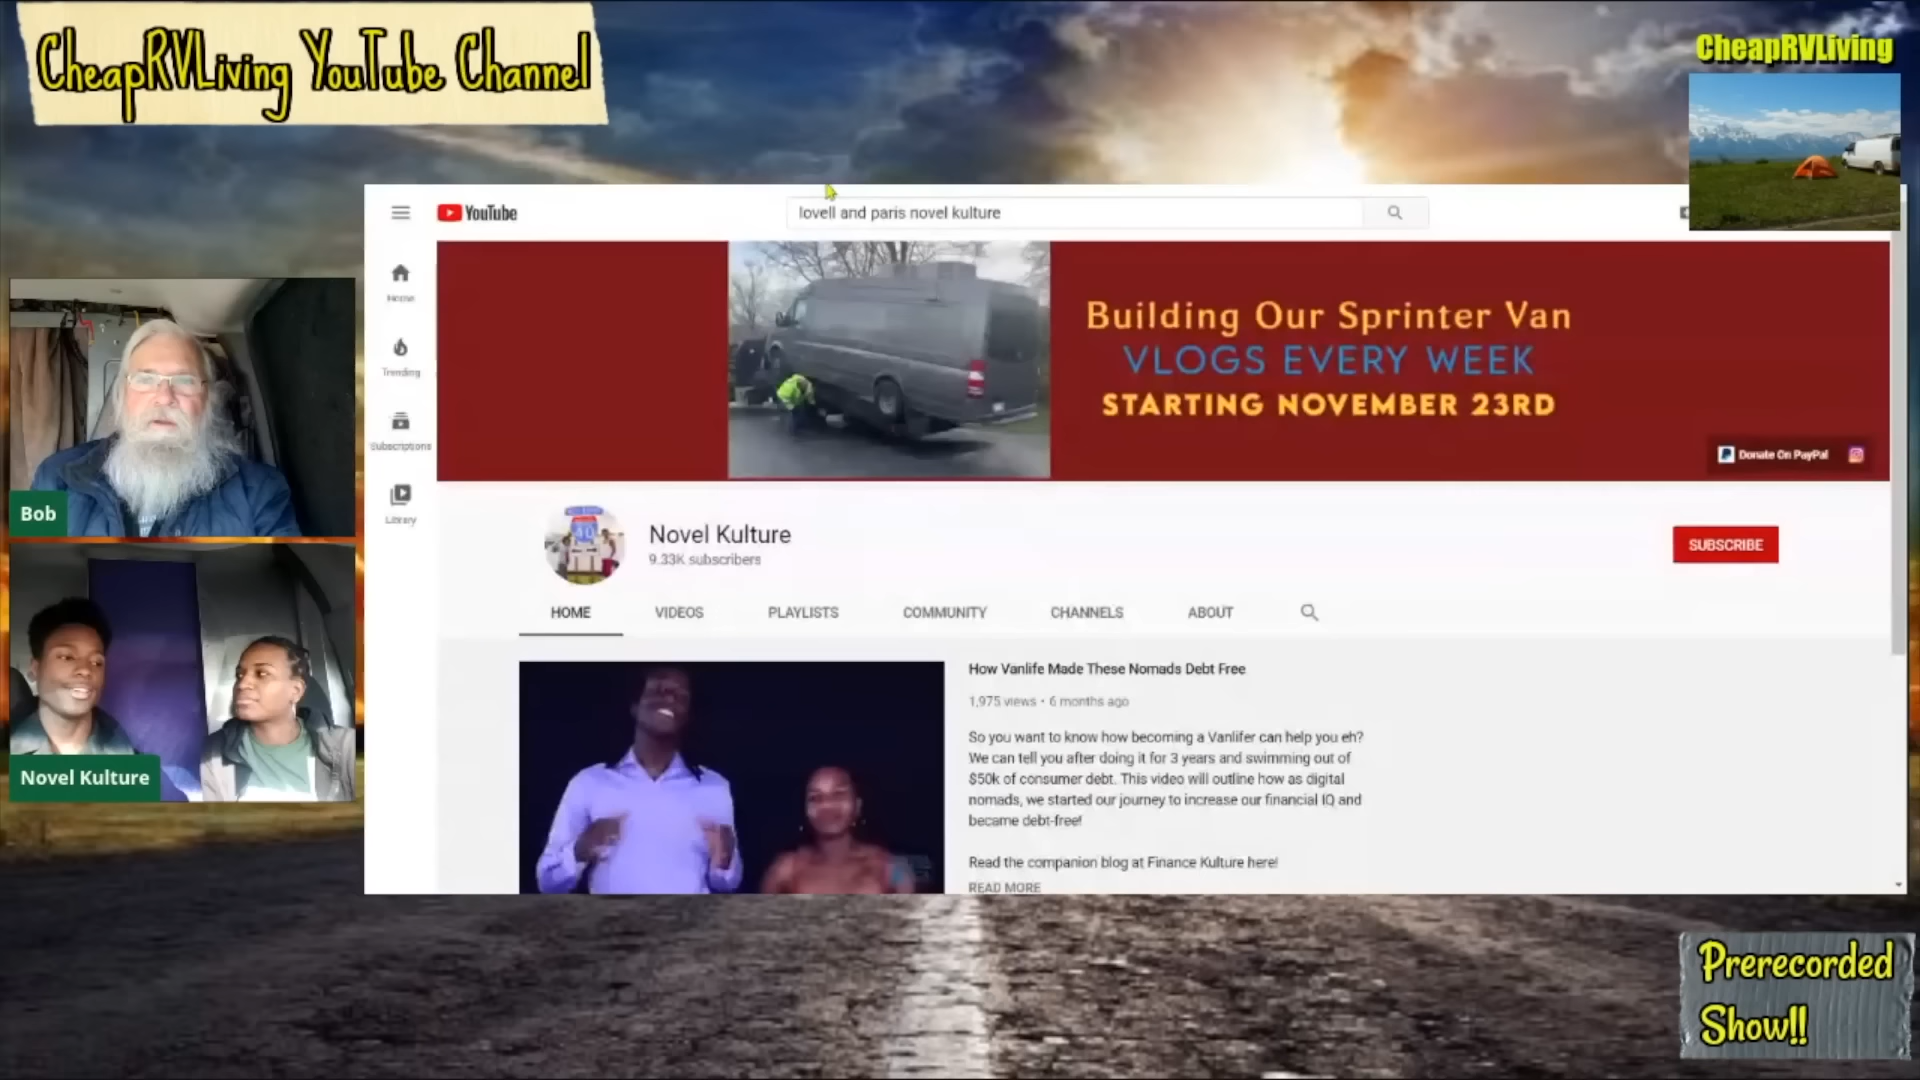 CheapRVLiving YouTube Channel
CheapRVLiving
YouTube
lovell and paris novel kulture
Home
Trending
Subscriptions
Library
Building Our Sprinter Van
VLOGS EVERY WEEK
STARTING NOVEMBER 23RD
Donate On PayPal
Bob
Novel Kulture
Novel Kulture
9.33K subscribers
SUBSCRIBE
HOME VIDEOS PLAYLISTS COMMUNITY CHANNELS ABOUT
How Vanlife Made These Nomads Debt Free
1,975 views • 6 months ago
So you want to know how becoming a Vanlifer can help you eh?
We can tell you after doing it for 3 years and swimming out of
$50k of consumer debt. This video will outline how as digital
nomads, we started our journey to increase our financial IQ and
became debt-free!
Read the companion blog at Finance Kulture here!
READ MORE
Prerecorded
Show!!